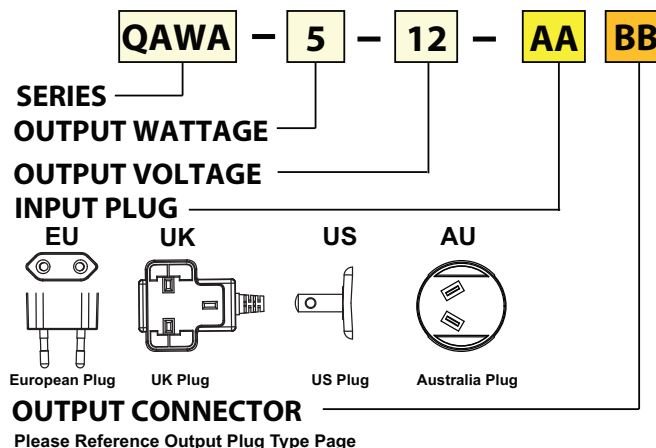 QAWA – 5 – 12 – AA BB
SERIES
OUTPUT WATTAGE
OUTPUT VOLTAGE
INPUT PLUG
EU UK US AU
European Plug UK Plug US Plug Australia Plug
OUTPUT CONNECTOR
Please Reference Output Plug Type Page